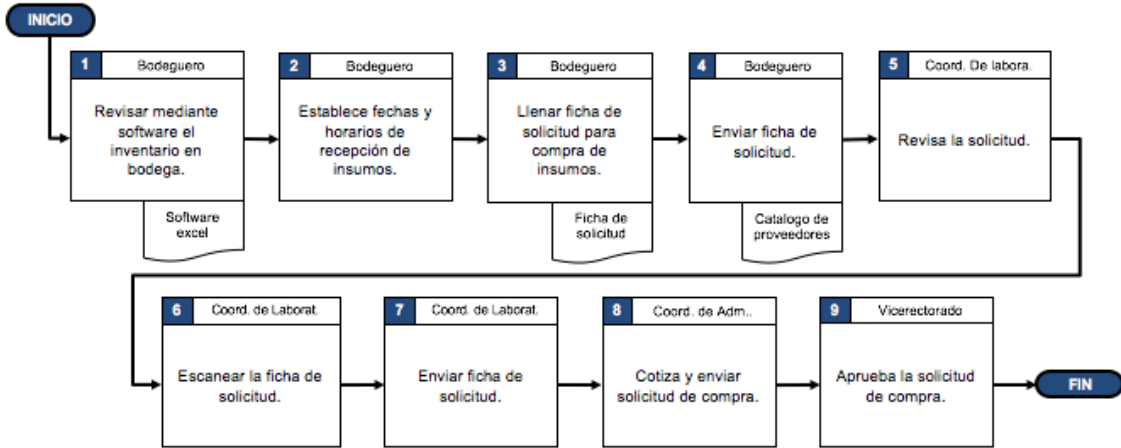 INICIO
1 Bodeguero
Revisar mediante
software el
inventario en
bodega.
Software
excel
2 Bodeguero
Establece fechas y
horarios de
recepción de
insumos.
3 Bodeguero
Llenar ficha de
solicitud para
compra de
insumos.
Ficha de
solicitud
4 Bodeguero
Enviar ficha de
solicitud.
Catalogo de
proveedores
5 Coord. De labora.
Revisa la solicitud.
6 Coord. de Laborat.
Escanear la ficha de
solicitud.
7 Coord. de Laborat.
Enviar ficha de
solicitud.
8 Coord. de Adm..
Cotiza y enviar
solicitud de compra.
9 Vicerectorado
Aprueba la solicitud
de compra.
FIN